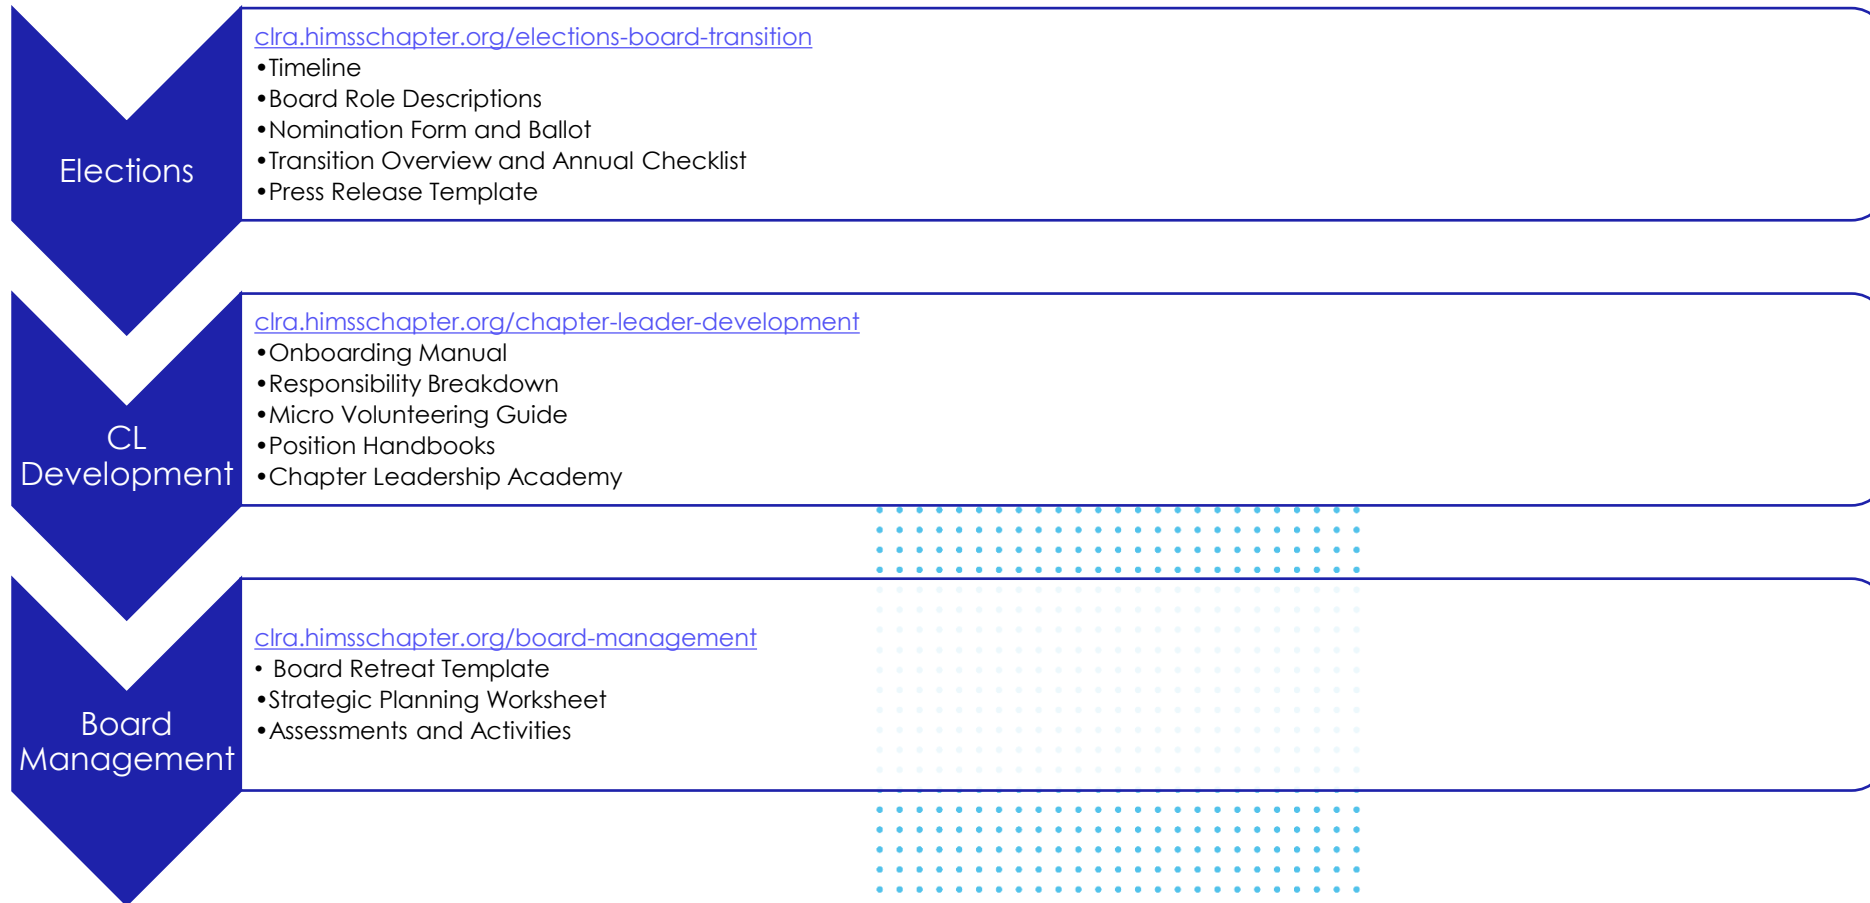 Elections
clra.himsschapter.org/elections-board-transition
•Timeline
•Board Role Descriptions
•Nomination Form and Ballot
•Transition Overview and Annual Checklist
•Press Release Template
CL
Development
clra.himsschapter.org/chapter-leader-development
•Onboarding Manual
•Responsibility Breakdown
•Micro Volunteering Guide
•Position Handbooks
•Chapter Leadership Academy
Board
Management
clra.himsschapter.org/board-management
• Board Retreat Template
•Strategic Planning Worksheet
•Assessments and Activities